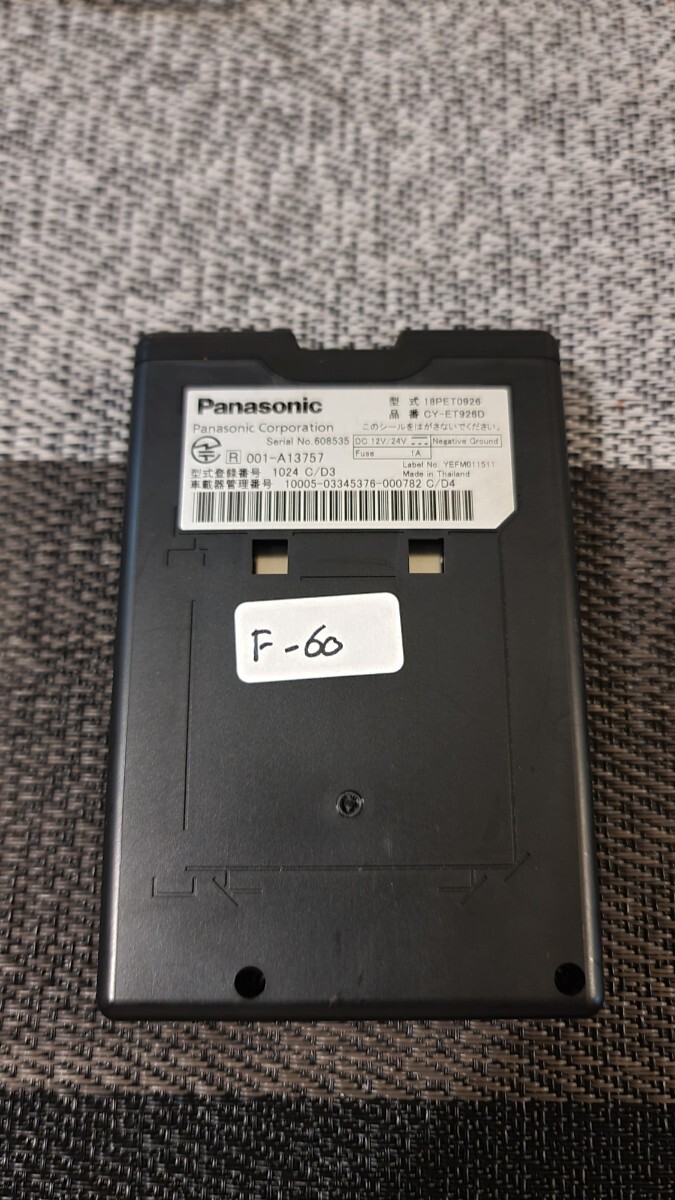 Panasonic
型 式 18PET0926
品 番 CY-ET926D
Panasonic Corporation
このシールをはがさないでください。
Serial No.608535
DC 12V/24V
Negative Ground
Fuse 1A
R 001-A13757
Label No. YEFM011511
Made in Thailand
型式登録番号 1024 C/D3
車載器管理番号 10005-03345376-000782 C/D4
F-60